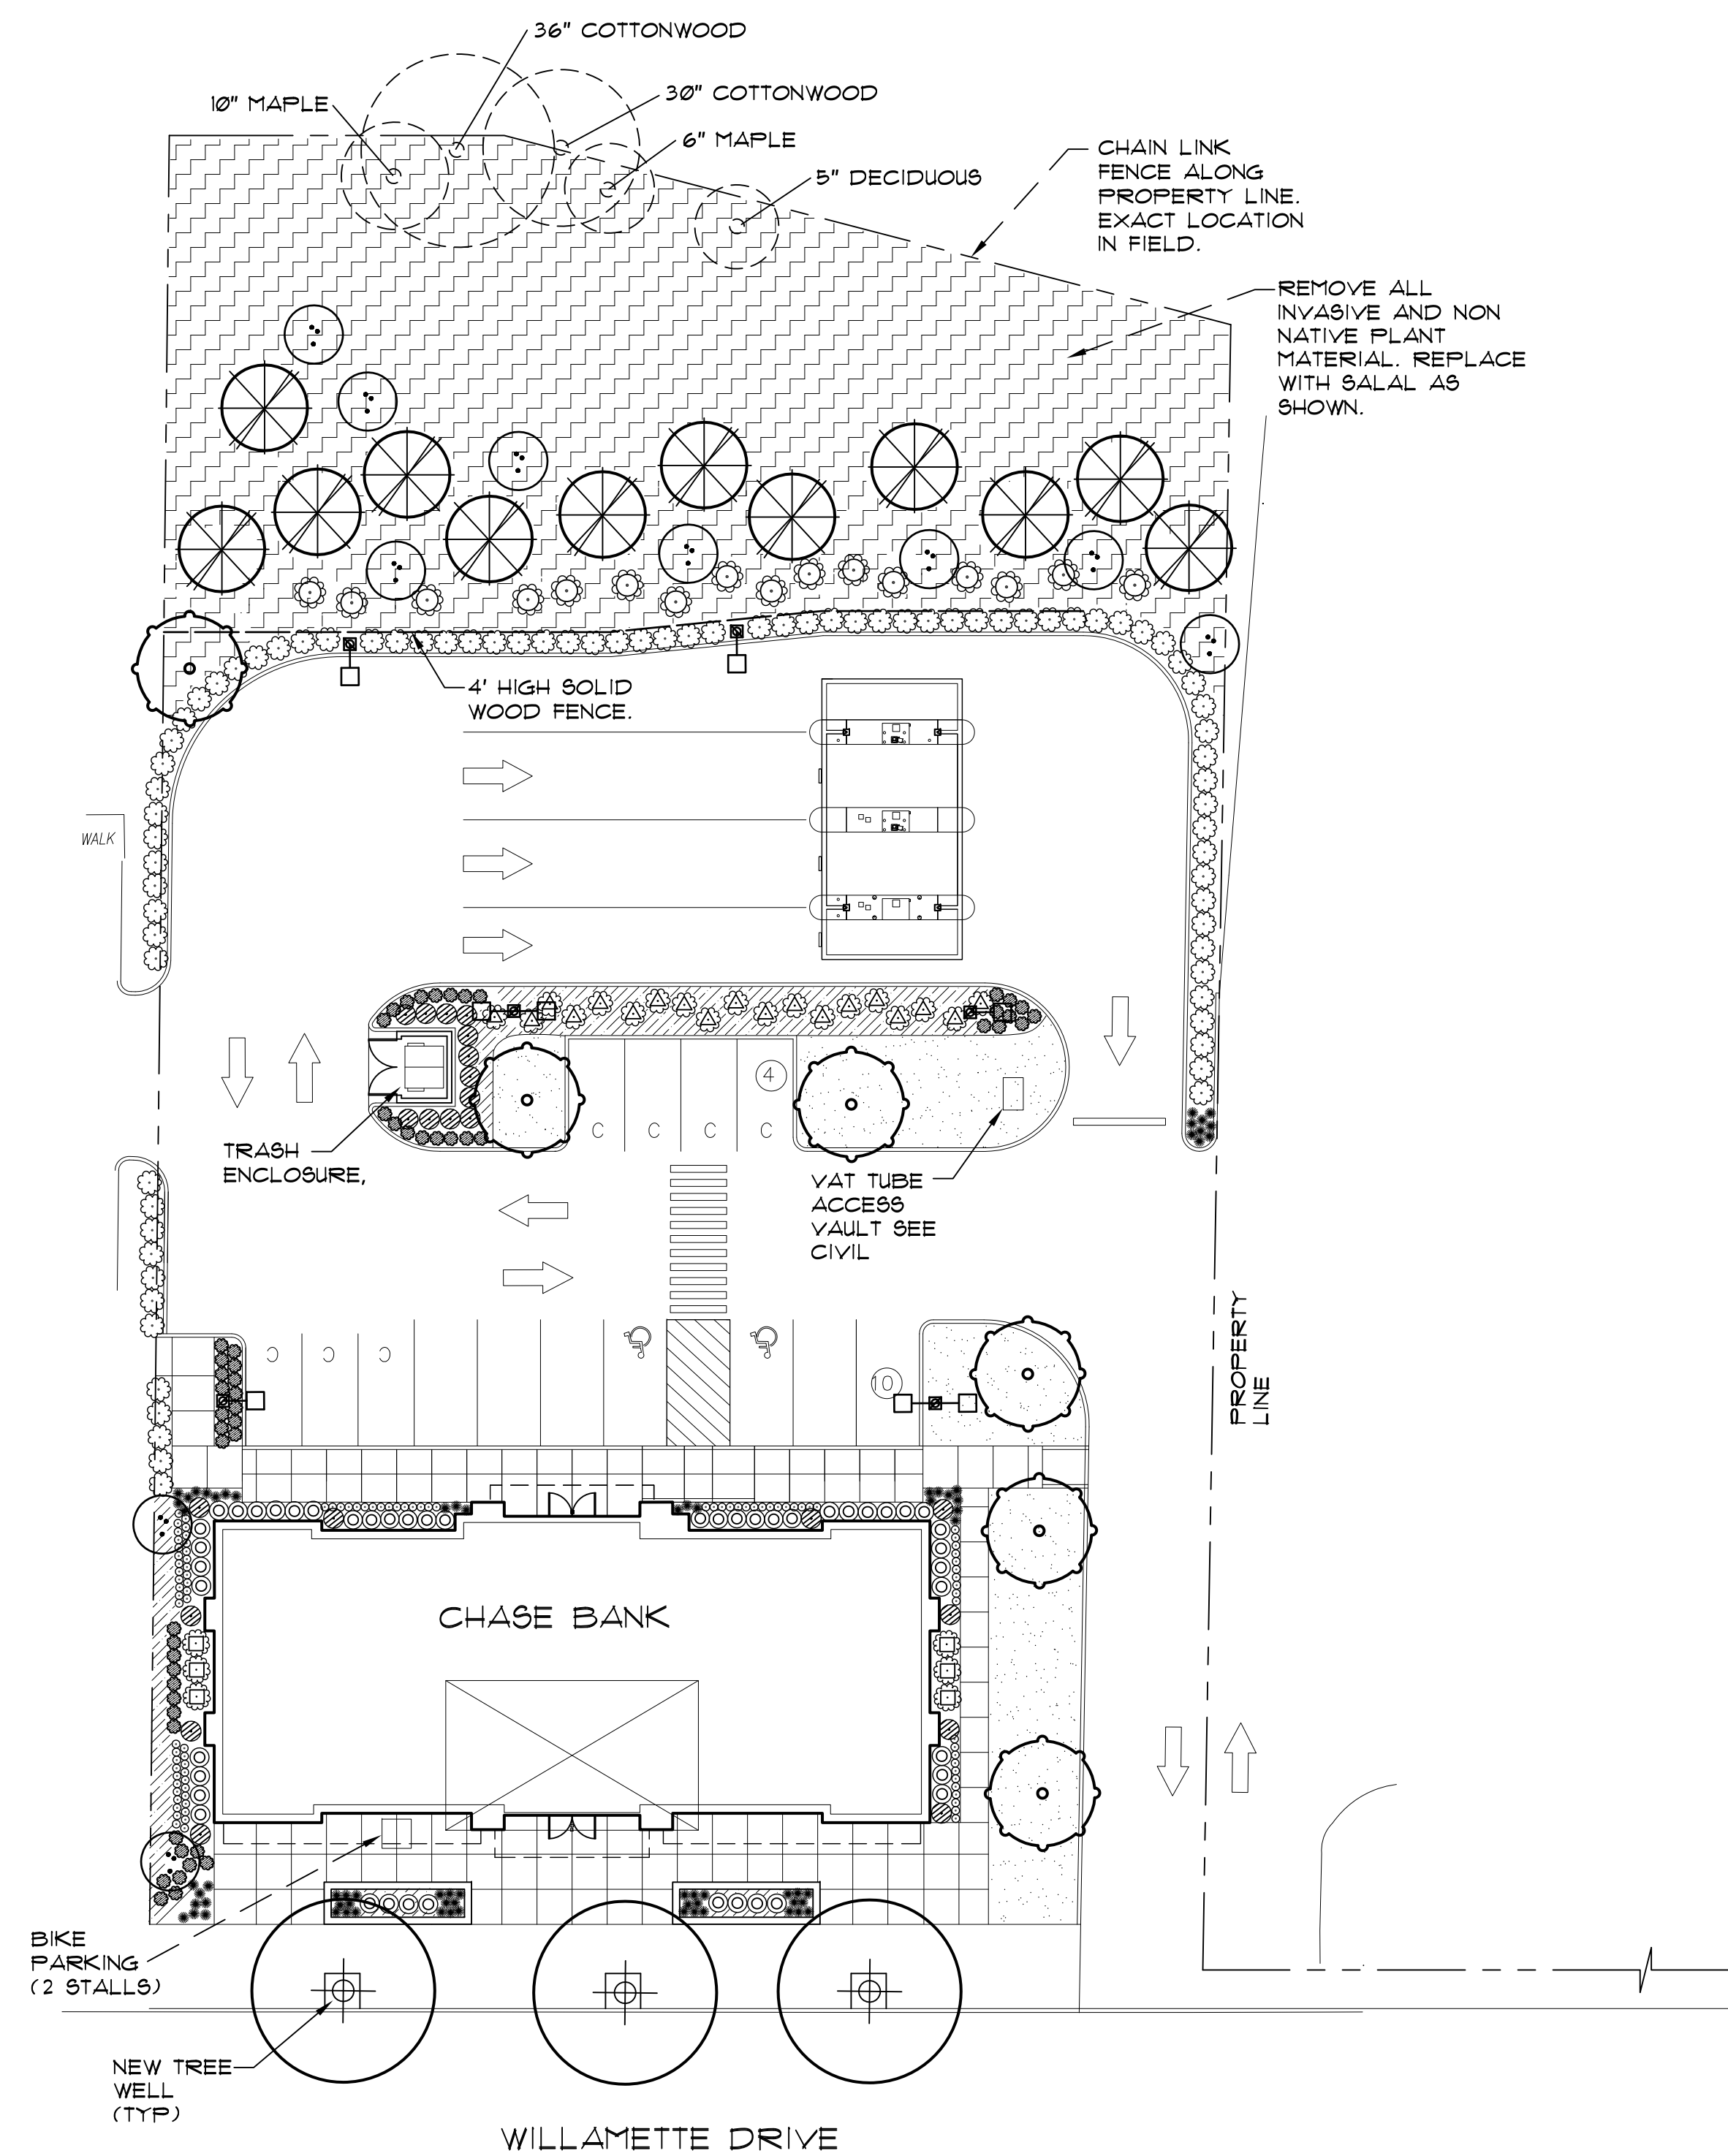 36" COTTONWOOD
10" MAPLE
30" COTTONWOOD
6" MAPLE
5" DECIDUOUS
CHAIN LINK
FENCE ALONG
PROPERTY LINE.
EXACT LOCATION
IN FIELD.
REMOVE ALL
INVASIVE AND NON
NATIVE PLANT
MATERIAL. REPLACE
WITH SALAL AS
SHOWN.
4' HIGH SOLID
WOOD FENCE.
WALK
4
C C C C
TRASH
ENCLOSURE,
VAT TUBE
ACCESS
VAULT SEE
CIVIL
PROPERTY
LINE
C C C
10
CHASE BANK
BIKE
PARKING
(2 STALLS)
NEW TREE
WELL
(TYP)
WILLAMETTE DRIVE